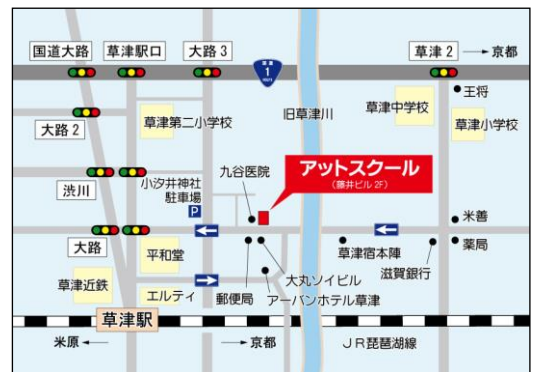 国道大路
草津駅口
大路3
国道
1
草津2
京都
王将
草津中学校
草津小学校
旧草津川
草津第二小学校
大路2
九谷医院
アットスクール
(藤井ビル 2F)
渋川
小汐井神社
駐車場
P
米善
大路
平和堂
草津宿本陣
滋賀銀行
薬局
大丸ソイビル
郵便局
アーバンホテル草津
草津近鉄
エルティ
草津駅
米原
京都
JR琵琶湖線